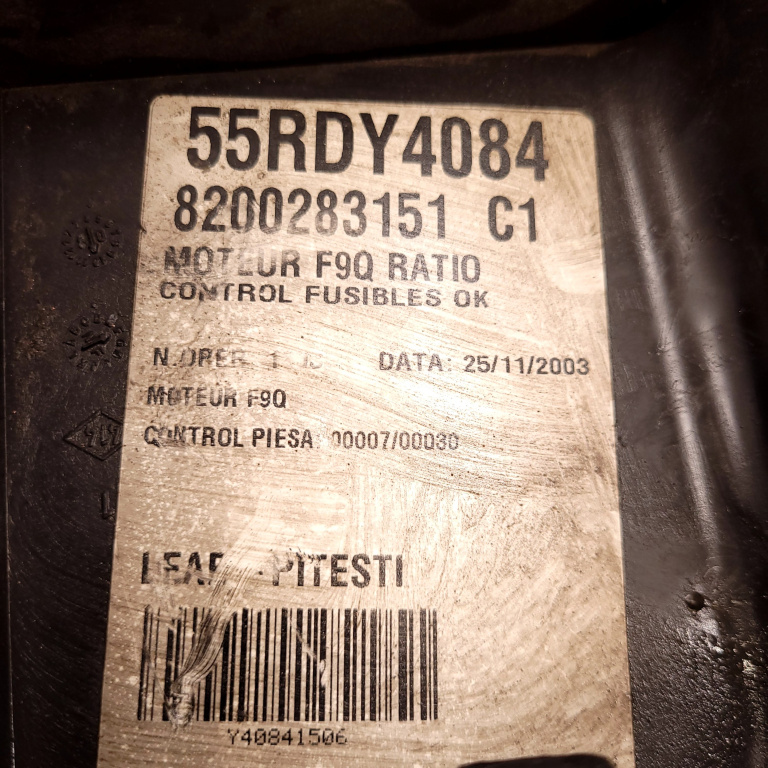 55RDY4084
8200283151 C1
MOTEUR F9Q RATIO
CONTROL FUSIBLES OK
DATA: 25/11/2003
MOTEUR F9Q
CONTROL PIESA: 00007/00030
LEAR - PITESTI
Y40841506